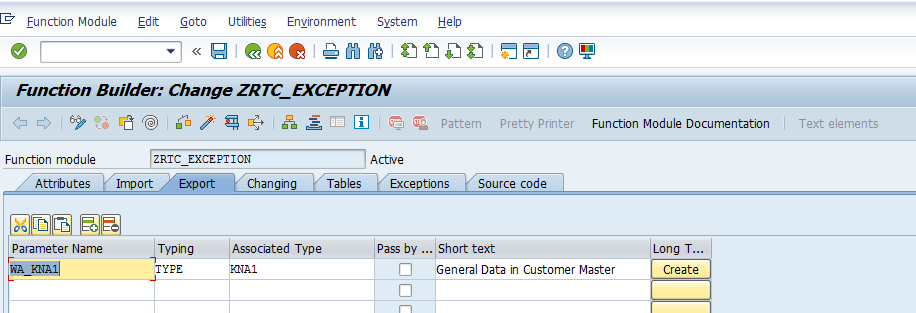 Function Module Edit Goto Utilities Environment System Help
Function Builder: Change ZRTC_EXCEPTION
Pattern Pretty Printer Function Module Documentation Text elements
Function module ZRTC_EXCEPTION Active
Attributes Import Export Changing Tables Exceptions Source code
Parameter Name Typing Associated Type Pass by ... Short text Long T...
WA_KNA1 TYPE KNA1 General Data in Customer Master Create